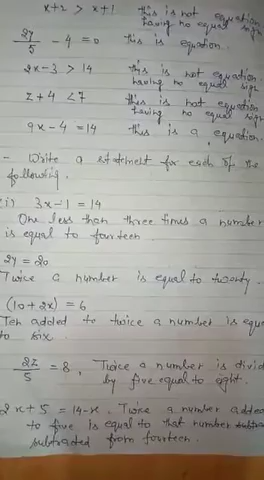 x+2 > x+1 this is not equation having no equal sign
2y/5 - 4 = 0 this is equation.
2x-3 > 14 this is not equation having no equal sign
z+4 < 7 this is not equation having no equal sign
9x-4 = 14 this is a equation.
- Write a statment for each of the
following.
(i) 3x-1 = 14
One less then three times a number
is equal to fourteen.
2y = 20
Twice a number is equal to twenty.
(10+2x) = 6
Ten added to twice a number is equ
to six.
2z/5 = 8. Twice a number is divid
by five equal to eight.
2x+5 = 14-x. Twice a number added
to five is equal to that number
subtracted from fourteen.